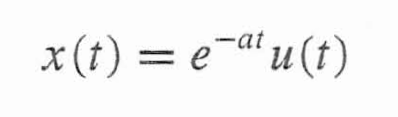 x(t) = e^{-at}u(t)